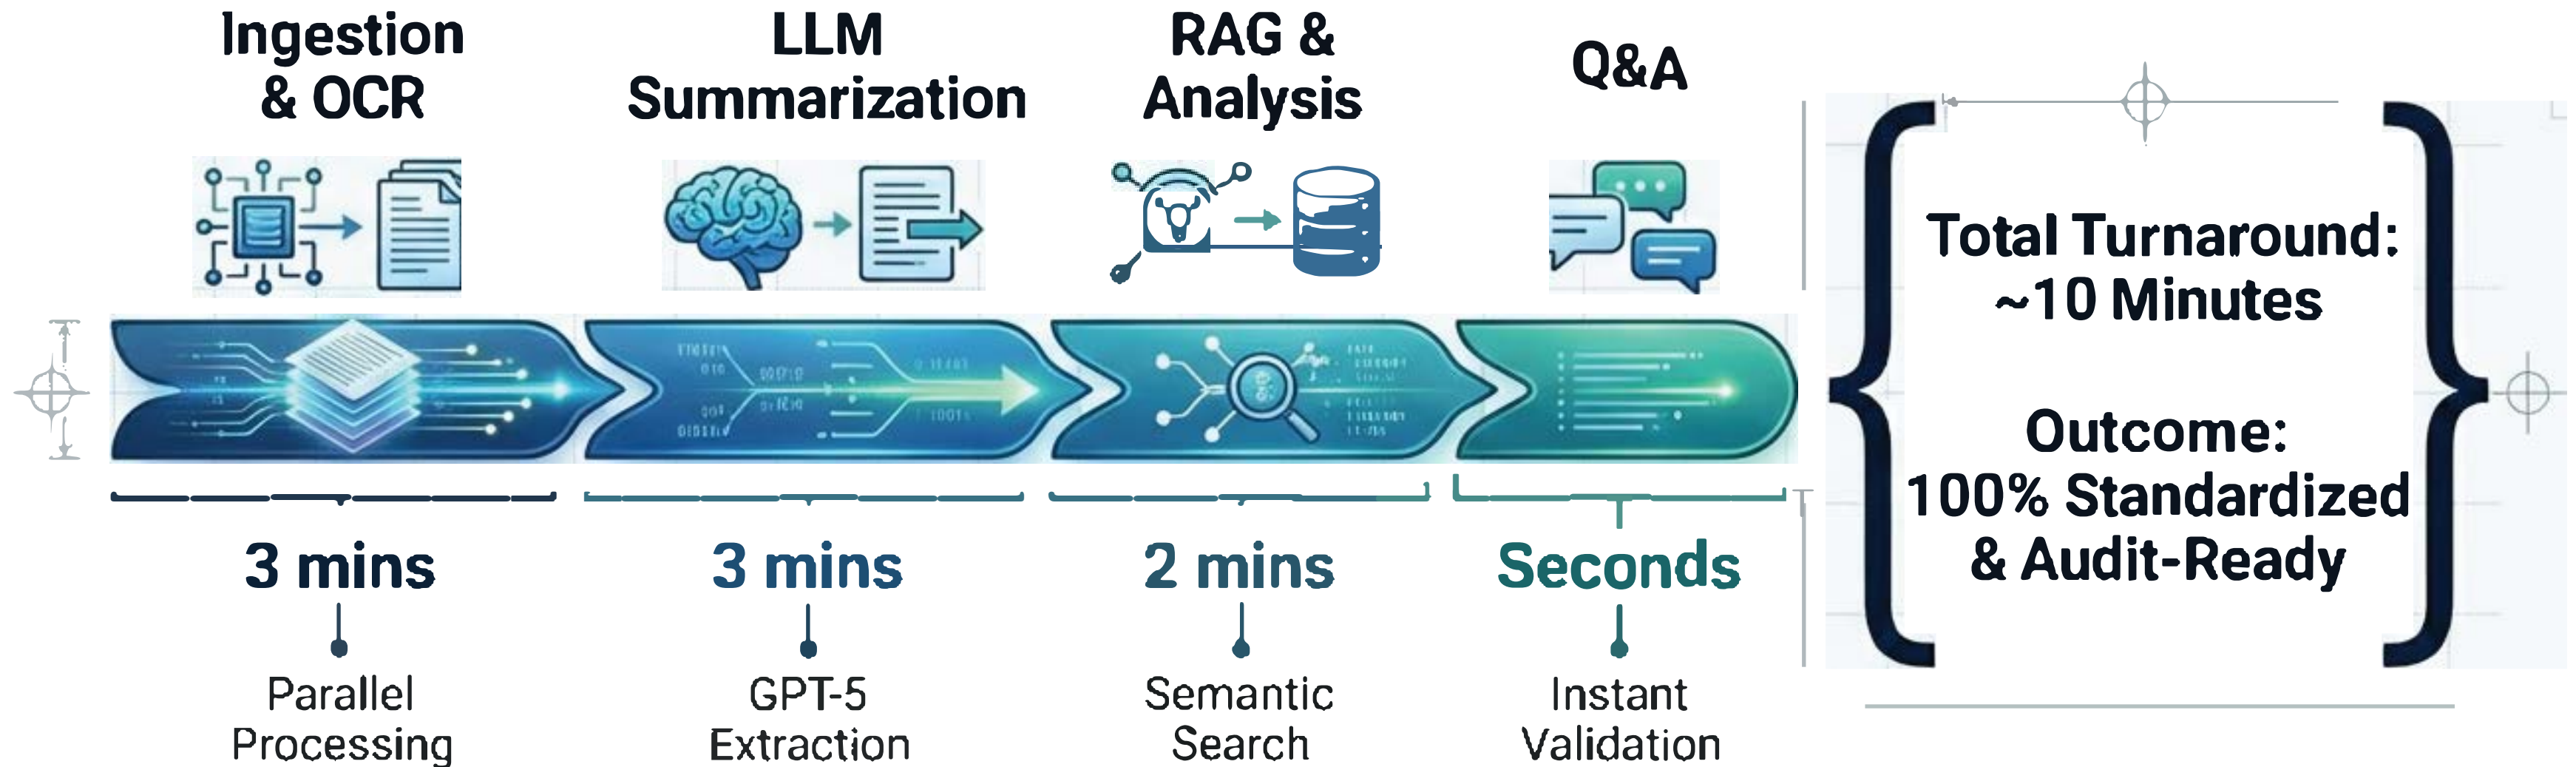 Ingestion
& OCR
LLM
Summarization
RAG &
Analysis
Q&A
3 mins
3 mins
2 mins
Seconds
Parallel
Processing
GPT-5
Extraction
Semantic
Search
Instant
Validation
Total Turnaround:
~10 Minutes
Outcome:
100% Standardized
& Audit-Ready